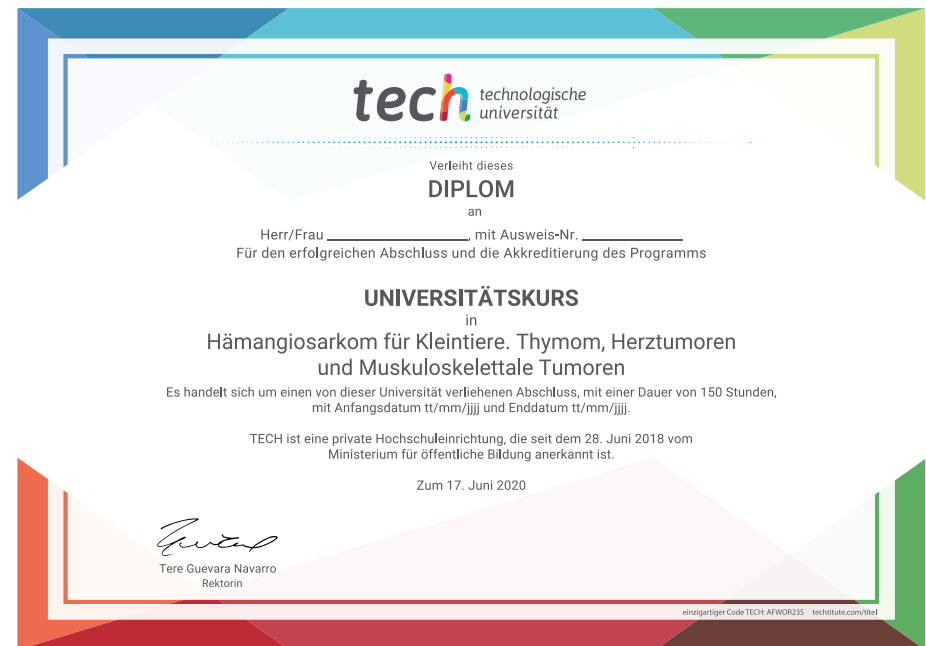 tech technologische
universität
Verleiht dieses
DIPLOM
an
Herr/Frau ____________________, mit Ausweis-Nr. ______________
Für den erfolgreichen Abschluss und die Akkreditierung des Programms
UNIVERSITÄTSKURS
in
Hämangiosarkom für Kleintiere. Thymom, Herztumoren
und Muskuloskelettale Tumoren
Es handelt sich um einen von dieser Universität verliehenen Abschluss, mit einer Dauer von 150 Stunden,
mit Anfangsdatum tt/mm/jjjj und Enddatum tt/mm/jjjj.
TECH ist eine private Hochschuleinrichtung, die seit dem 28. Juni 2018 vom
Ministerium für öffentliche Bildung anerkannt ist.
Zum 17. Juni 2020
Tere Guevara Navarro
Rektorin
einzigartiger Code TECH: AFWOR23S techtitute.com/titel